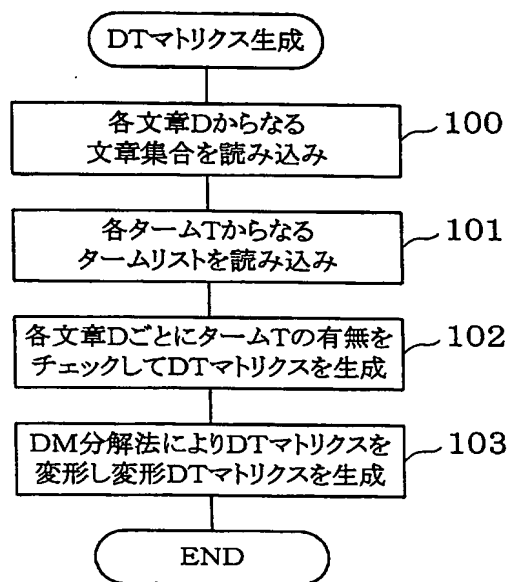 DTマトリクス生成
各文章Dからなる
文章集合を読み込み
100
各タームTからなる
タームリストを読み込み
101
各文章DごとにタームTの有無を
チェックしてDTマトリクスを生成
102
DM分解法によりDTマトリクスを
変形し変形DTマトリクスを生成
103
END